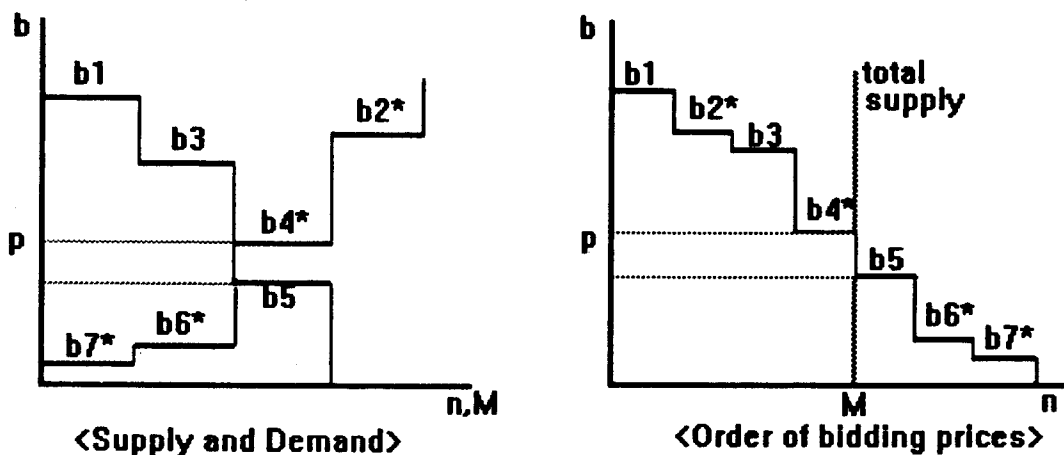 b
b1
b3
b2*
b4*
p
b5
b6*
b7*
n,M
<Supply and Demand>
b
b1
total
supply
b2*
b3
b4*
p
b5
b6*
b7*
M
n
<Order of bidding prices>